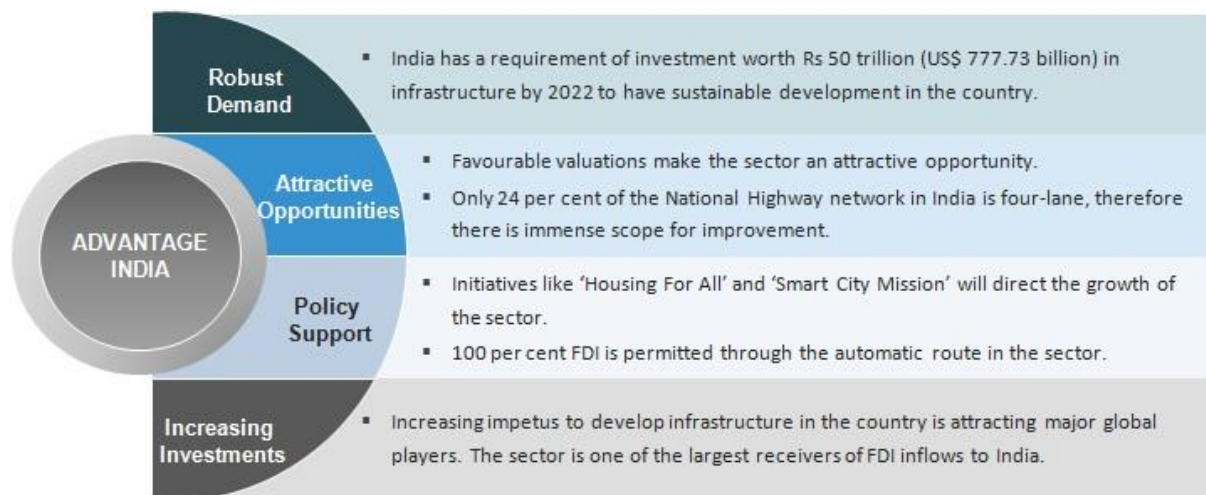 ADVANTAGE
INDIA
Robust
Demand
▪ India has a requirement of investment worth Rs 50 trillion (US$ 777.73 billion) in
infrastructure by 2022 to have sustainable development in the country.
Attractive
Opportunities
▪ Favourable valuations make the sector an attractive opportunity.
▪ Only 24 per cent of the National Highway network in India is four-lane, therefore
there is immense scope for improvement.
Policy
Support
▪ Initiatives like ‘Housing For All’ and ‘Smart City Mission’ will direct the growth of
the sector.
▪ 100 per cent FDI is permitted through the automatic route in the sector.
Increasing
Investments
▪ Increasing impetus to develop infrastructure in the country is attracting major global
players. The sector is one of the largest receivers of FDI inflows to India.